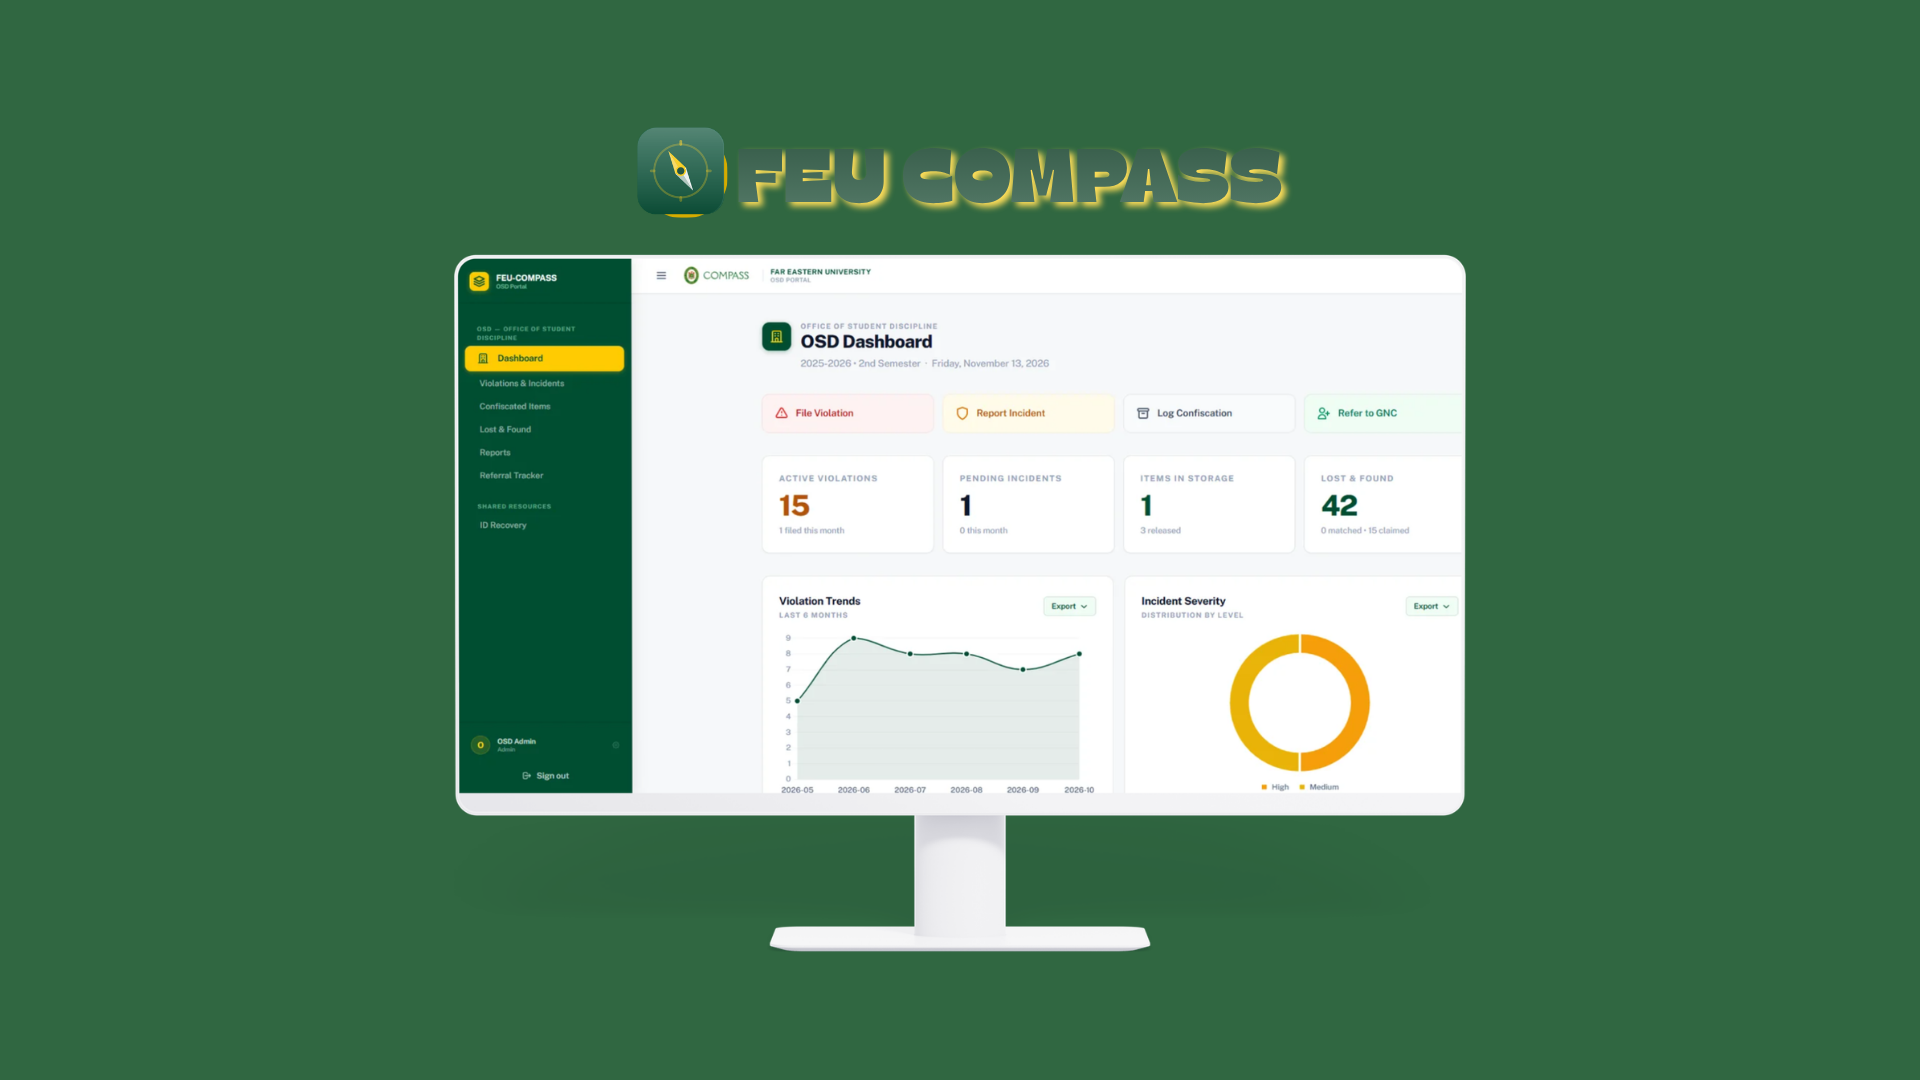 FEU COMPASS
FEU-COMPASS
OSD Portal
OSD — OFFICE OF STUDENT
DISCIPLINE
Dashboard
Violations & Incidents
Confiscated Items
Lost & Found
Reports
Referral Tracker
SHARED RESOURCES
ID Recovery
O
OSD Admin
Admin
Sign out
COMPASS
FAR EASTERN UNIVERSITY
OSD PORTAL
OFFICE OF STUDENT DISCIPLINE
OSD Dashboard
2025-2026 • 2nd Semester · Friday, November 13, 2026
File Violation
Report Incident
Log Confiscation
Refer to GNC
ACTIVE VIOLATIONS
15
1 filed this month
PENDING INCIDENTS
1
0 this month
ITEMS IN STORAGE
1
3 released
LOST & FOUND
42
0 matched • 15 claimed
Violation Trends
LAST 6 MONTHS
Export
9
8
7
6
5
4
3
2
1
0
2026-05 2026-06 2026-07 2026-08 2026-09 2026-10
Incident Severity
DISTRIBUTION BY LEVEL
Export
High Medium